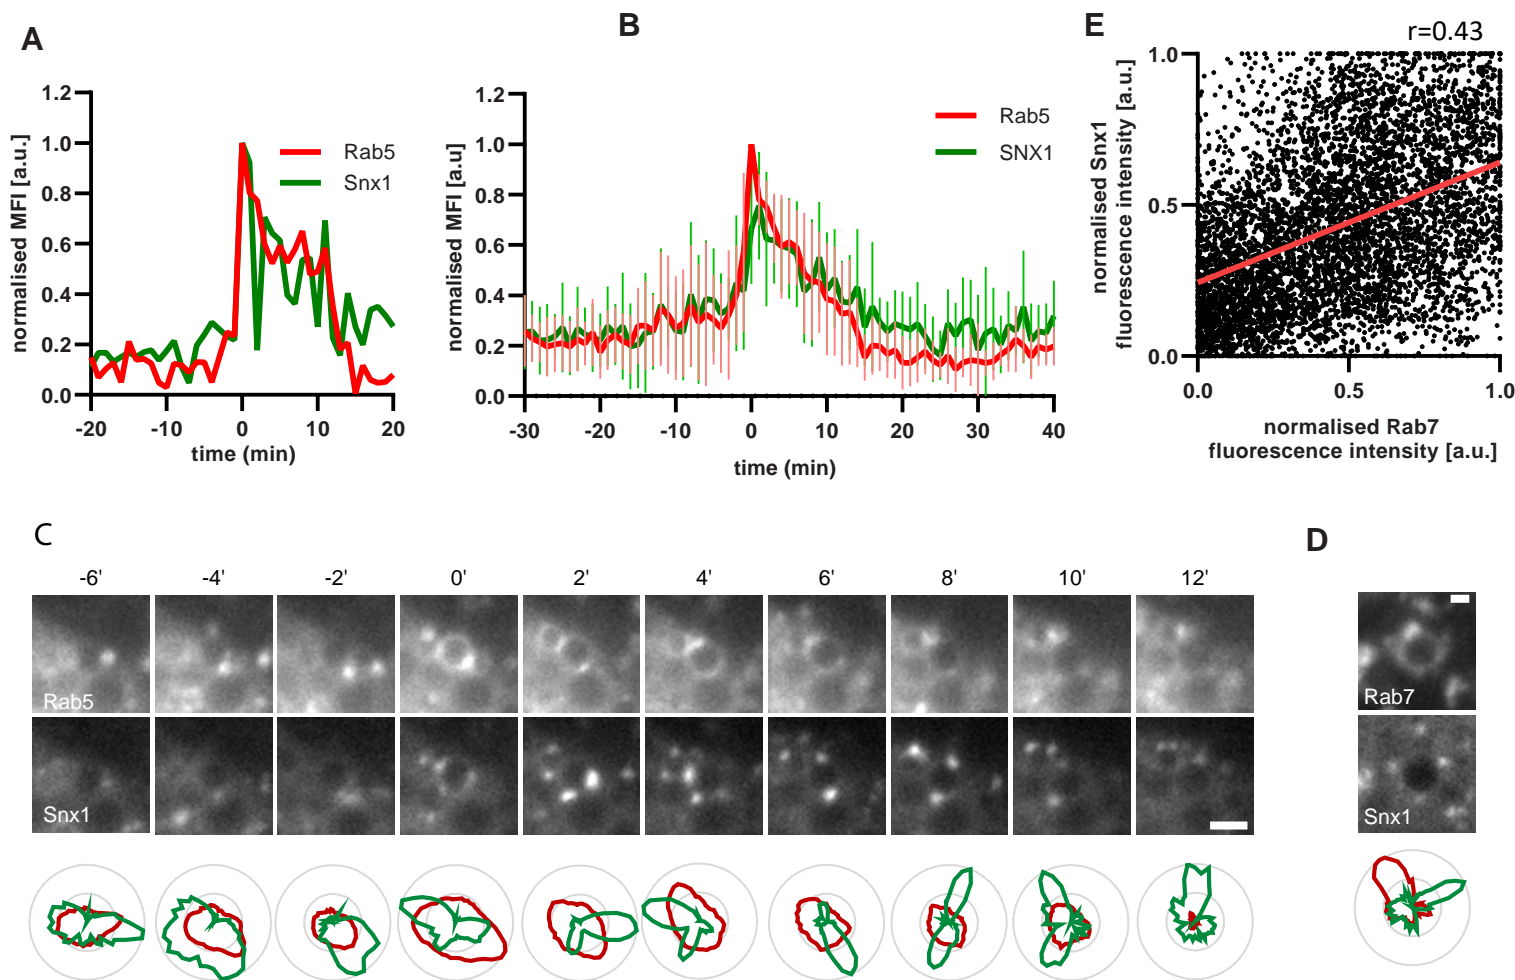 A
normalised MFI [a.u.]
1.2
1.0
0.8
0.6
0.4
0.2
0.0
Rab5
Snx1
-20
-10
0
10
20
time (min)
B
normalised MFI [a.u]
1.2
1.0
0.8
0.6
0.4
0.2
0.0
Rab5
SNX1
-30
-20
-10
0
10
20
30
40
time (min)
E
r=0.43
normalised Snx1
fluorescence intensity [a.u.]
1.0
0.5
0.0
0.0
0.5
1.0
normalised Rab7
fluorescence intensity [a.u.]
C
-6'
-4'
-2'
0'
2'
4'
6'
8'
10'
12'
Rab5
Snx1
D
Rab7
Snx1